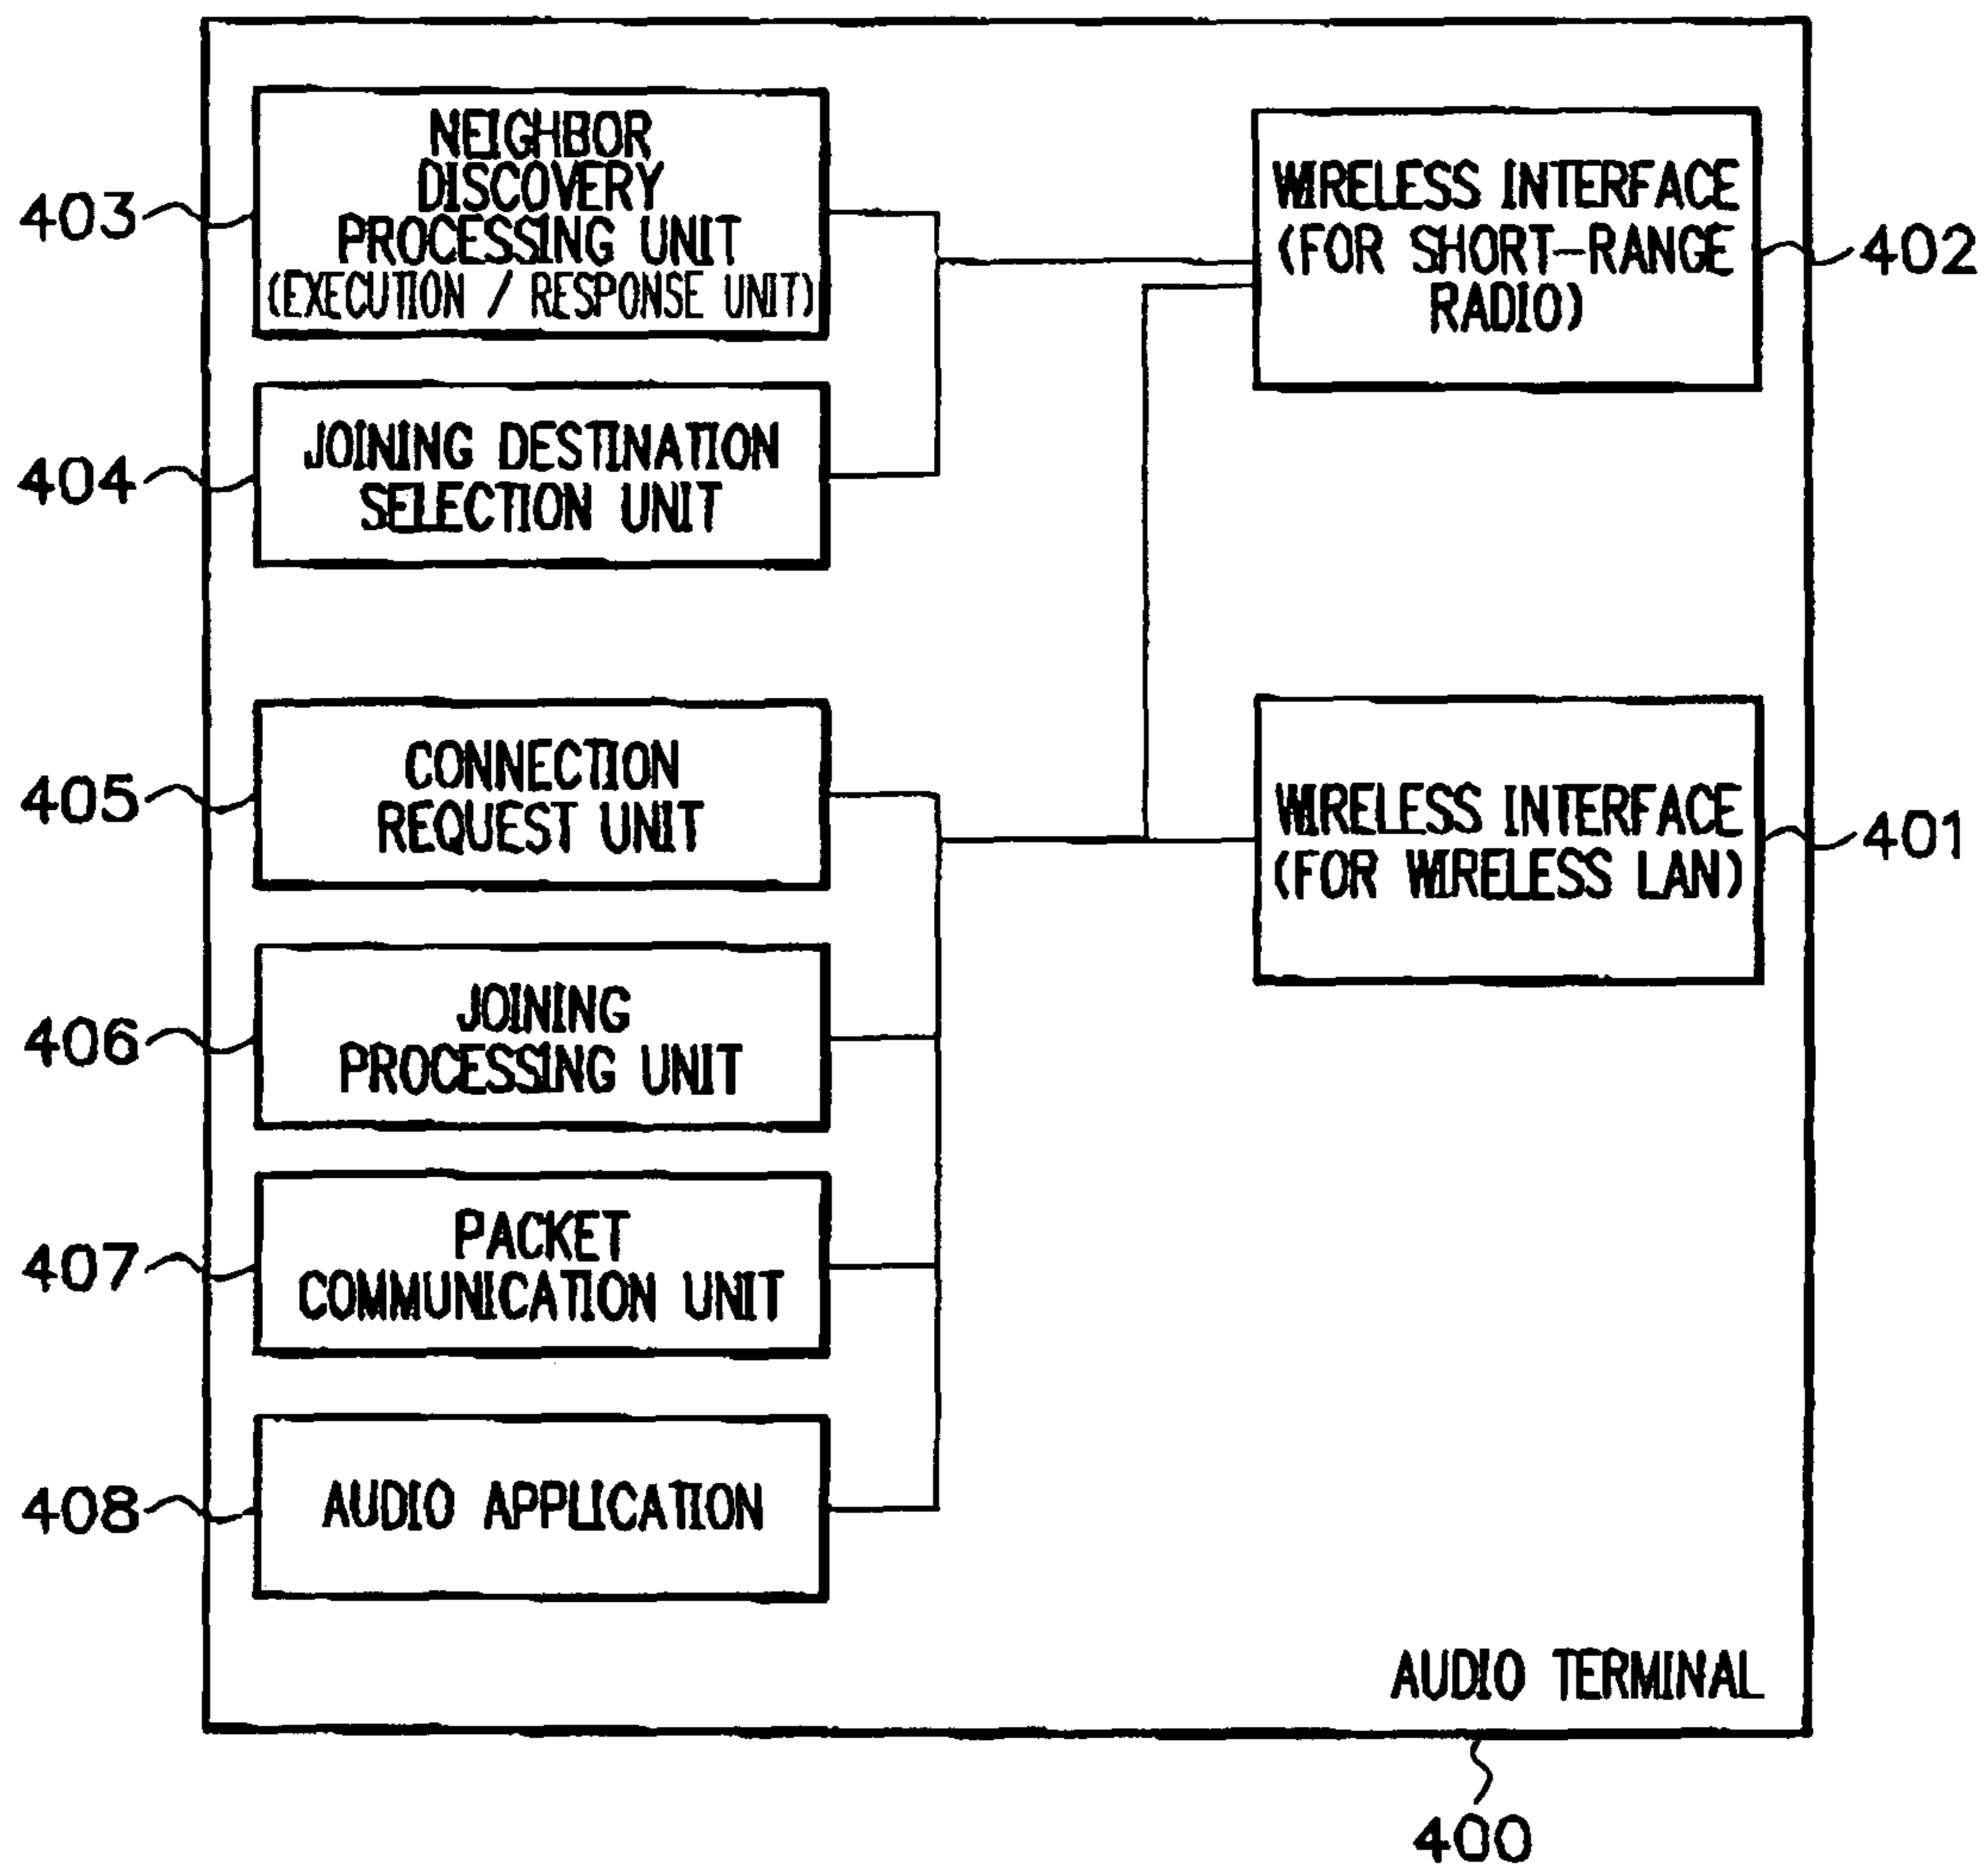 NEIGHBOR
DISCOVERY
PROCESSING UNIT
(EXECUTION / RESPONSE UNIT)
403
JOINING DESTINATION
SELECTION UNIT
404
CONNECTION
REQUEST UNIT
405
JOINING
PROCESSING UNIT
406
PACKET
COMMUNICATION UNIT
407
AUDIO APPLICATION
408
WIRELESS INTERFACE
(FOR SHORT-RANGE
RADIO)
402
WIRELESS INTERFACE
(FOR WIRELESS LAN)
401
AUDIO TERMINAL
400